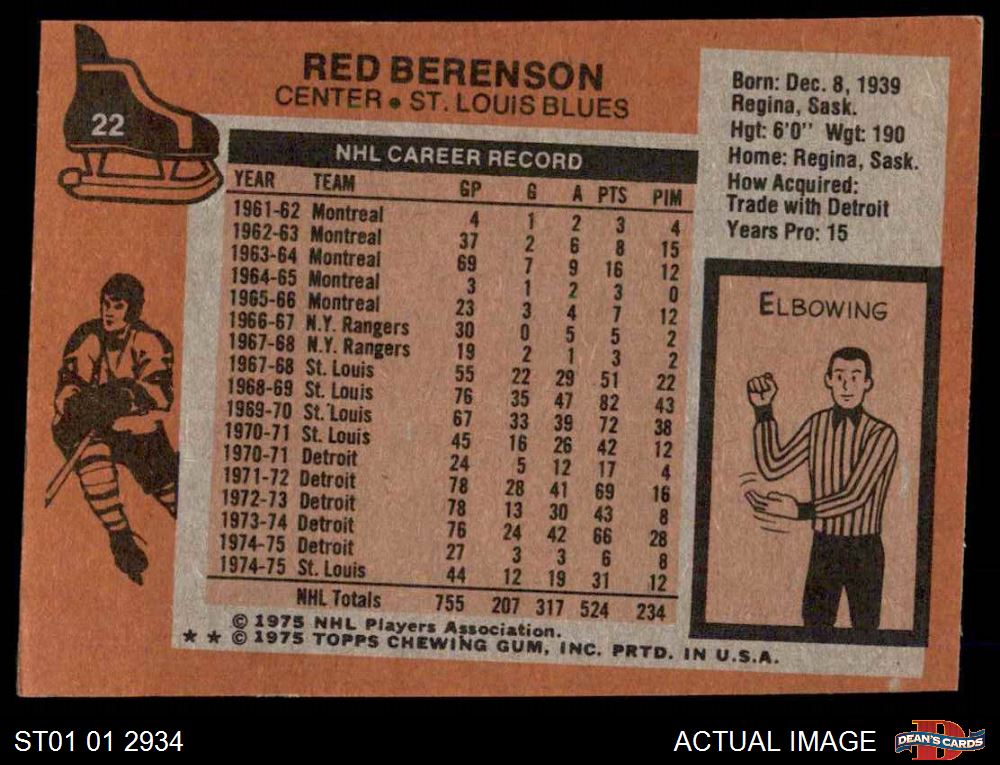 22
RED BERENSON
CENTER • ST. LOUIS BLUES
NHL CAREER RECORD
YEAR TEAM GP G A PTS PIM
1961-62 Montreal 4 1 2 3 4
1962-63 Montreal 37 2 6 8 15
1963-64 Montreal 69 7 9 16 12
1964-65 Montreal 3 1 2 3 0
1965-66 Montreal 23 3 4 7 12
1966-67 N.Y. Rangers 30 0 5 5 2
1967-68 N.Y. Rangers 19 2 1 3 2
1967-68 St. Louis 55 22 29 51 22
1968-69 St. Louis 76 35 47 82 43
1969-70 St. Louis 67 33 39 72 38
1970-71 St. Louis 45 16 26 42 12
1970-71 Detroit 24 5 12 17 4
1971-72 Detroit 78 28 41 69 16
1972-73 Detroit 78 13 30 43 8
1973-74 Detroit 76 24 42 66 28
1974-75 Detroit 27 3 3 6 8
1974-75 St. Louis 44 12 19 31 12
NHL Totals 755 207 317 524 234
© 1975 NHL Players Association.
** © 1975 TOPPS CHEWING GUM, INC. PRTD. IN U.S.A.
Born: Dec. 8, 1939
Regina, Sask.
Hgt: 6'0" Wgt: 190
Home: Regina, Sask.
How Acquired:
Trade with Detroit
Years Pro: 15
ELBOWING
ST01 01 2934
ACTUAL IMAGE
D
DEAN'S CARDS